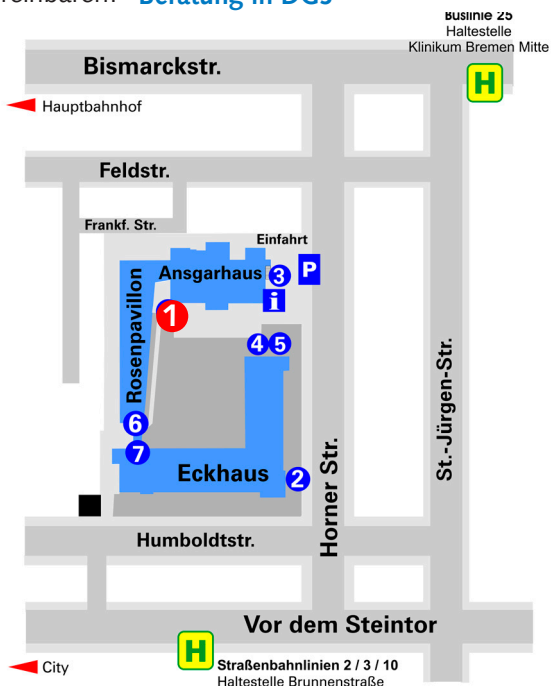 reinbaren. Beratung in DGS
Buslinie 25
Haltestelle
Klinikum Bremen Mitte
H
Bismarckstr.
Hauptbahnhof
Feldstr.
Frankf. Str.
Einfahrt
Ansgarhaus
3
P
i
1
Rosenpavillon
4 5
6
7
Eckhaus
2
Horner Str.
St.-Jürgen-Str.
Humboldtstr.
Vor dem Steintor
H
City
Straßenbahnlinien 2 / 3 / 10
Haltestelle Brunnenstraße